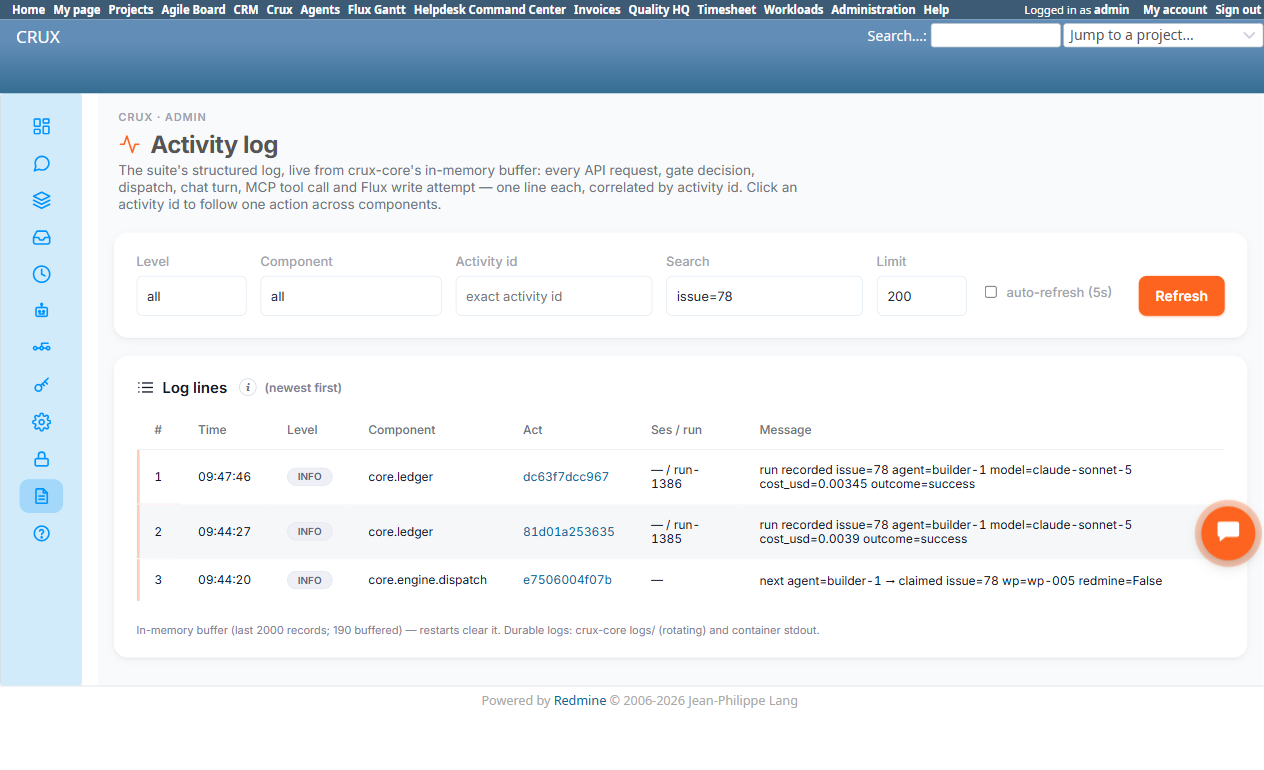 Home My page Projects Agile Board CRM Crux Agents Flux Gantt Helpdesk Command Center Invoices Quality HQ Timesheet Workloads Administration Help Logged in as admin My account Sign out
CRUX Search...: Jump to a project...
CRUX · ADMIN
Activity log
The suite's structured log, live from crux-core's in-memory buffer: every API request, gate decision,
dispatch, chat turn, MCP tool call and Flux write attempt — one line each, correlated by activity id. Click an
activity id to follow one action across components.
Level Component Activity id Search Limit
all all exact activity id issue=78 200 auto-refresh (5s) Refresh
Log lines i (newest first)
# Time Level Component Act Ses / run Message
1 09:47:46 INFO core.ledger dc63f7dcc967 — / run-1386 run recorded issue=78 agent=builder-1 model=claude-sonnet-5
cost_usd=0.00345 outcome=success
2 09:44:27 INFO core.ledger 81d01a253635 — / run-1385 run recorded issue=78 agent=builder-1 model=claude-sonnet-5
cost_usd=0.0039 outcome=success
3 09:44:20 INFO core.engine.dispatch e7506004f07b — next agent=builder-1 → claimed issue=78 wp=wp-005 redmine=False
In-memory buffer (last 2000 records; 190 buffered) — restarts clear it. Durable logs: crux-core logs/ (rotating) and container stdout.
Powered by Redmine © 2006-2026 Jean-Philippe Lang